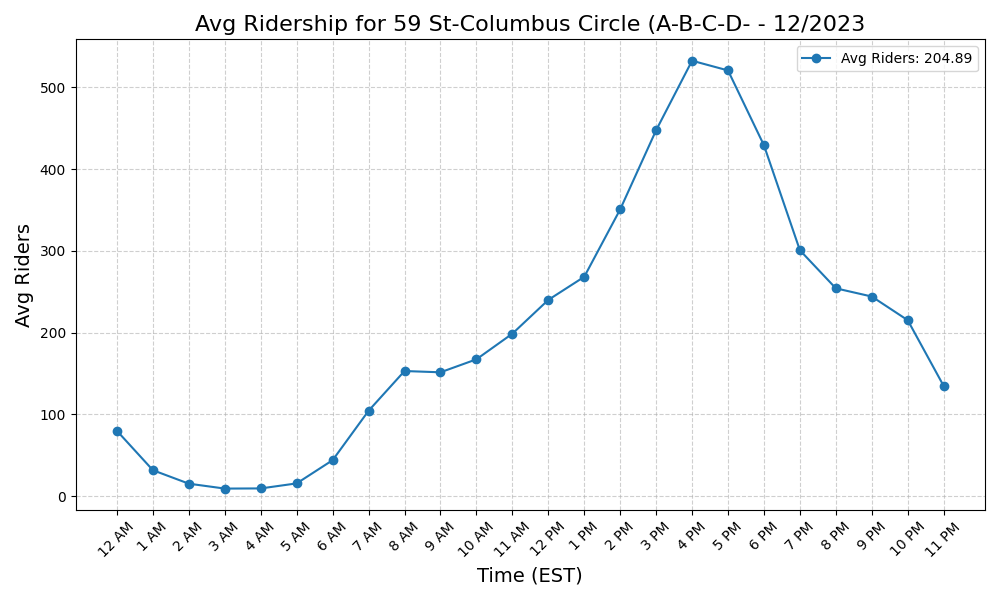 Avg Ridership for 59 St-Columbus Circle (A-B-C-D- - 12/2023
Avg Riders: 204.89
Avg Riders
500
400
300
200
100
0
12 AM
1 AM
2 AM
3 AM
4 AM
5 AM
6 AM
7 AM
8 AM
9 AM
10 AM
11 AM
12 PM
1 PM
2 PM
3 PM
4 PM
5 PM
6 PM
7 PM
8 PM
9 PM
10 PM
11 PM
Time (EST)